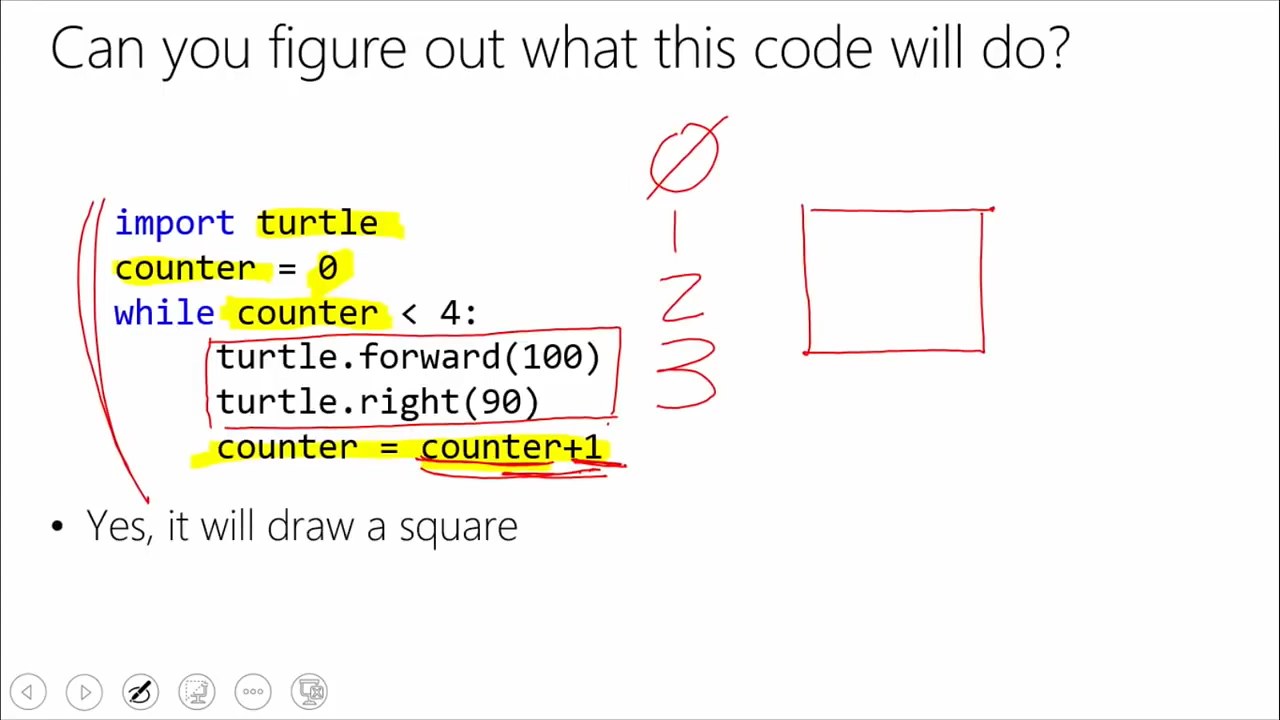 Can you figure out what this code will do?
0
import turtle
1
counter = 0
2
while counter < 4:
3
turtle.forward(100)
turtle.right(90)
counter = counter+1
• Yes, it will draw a square